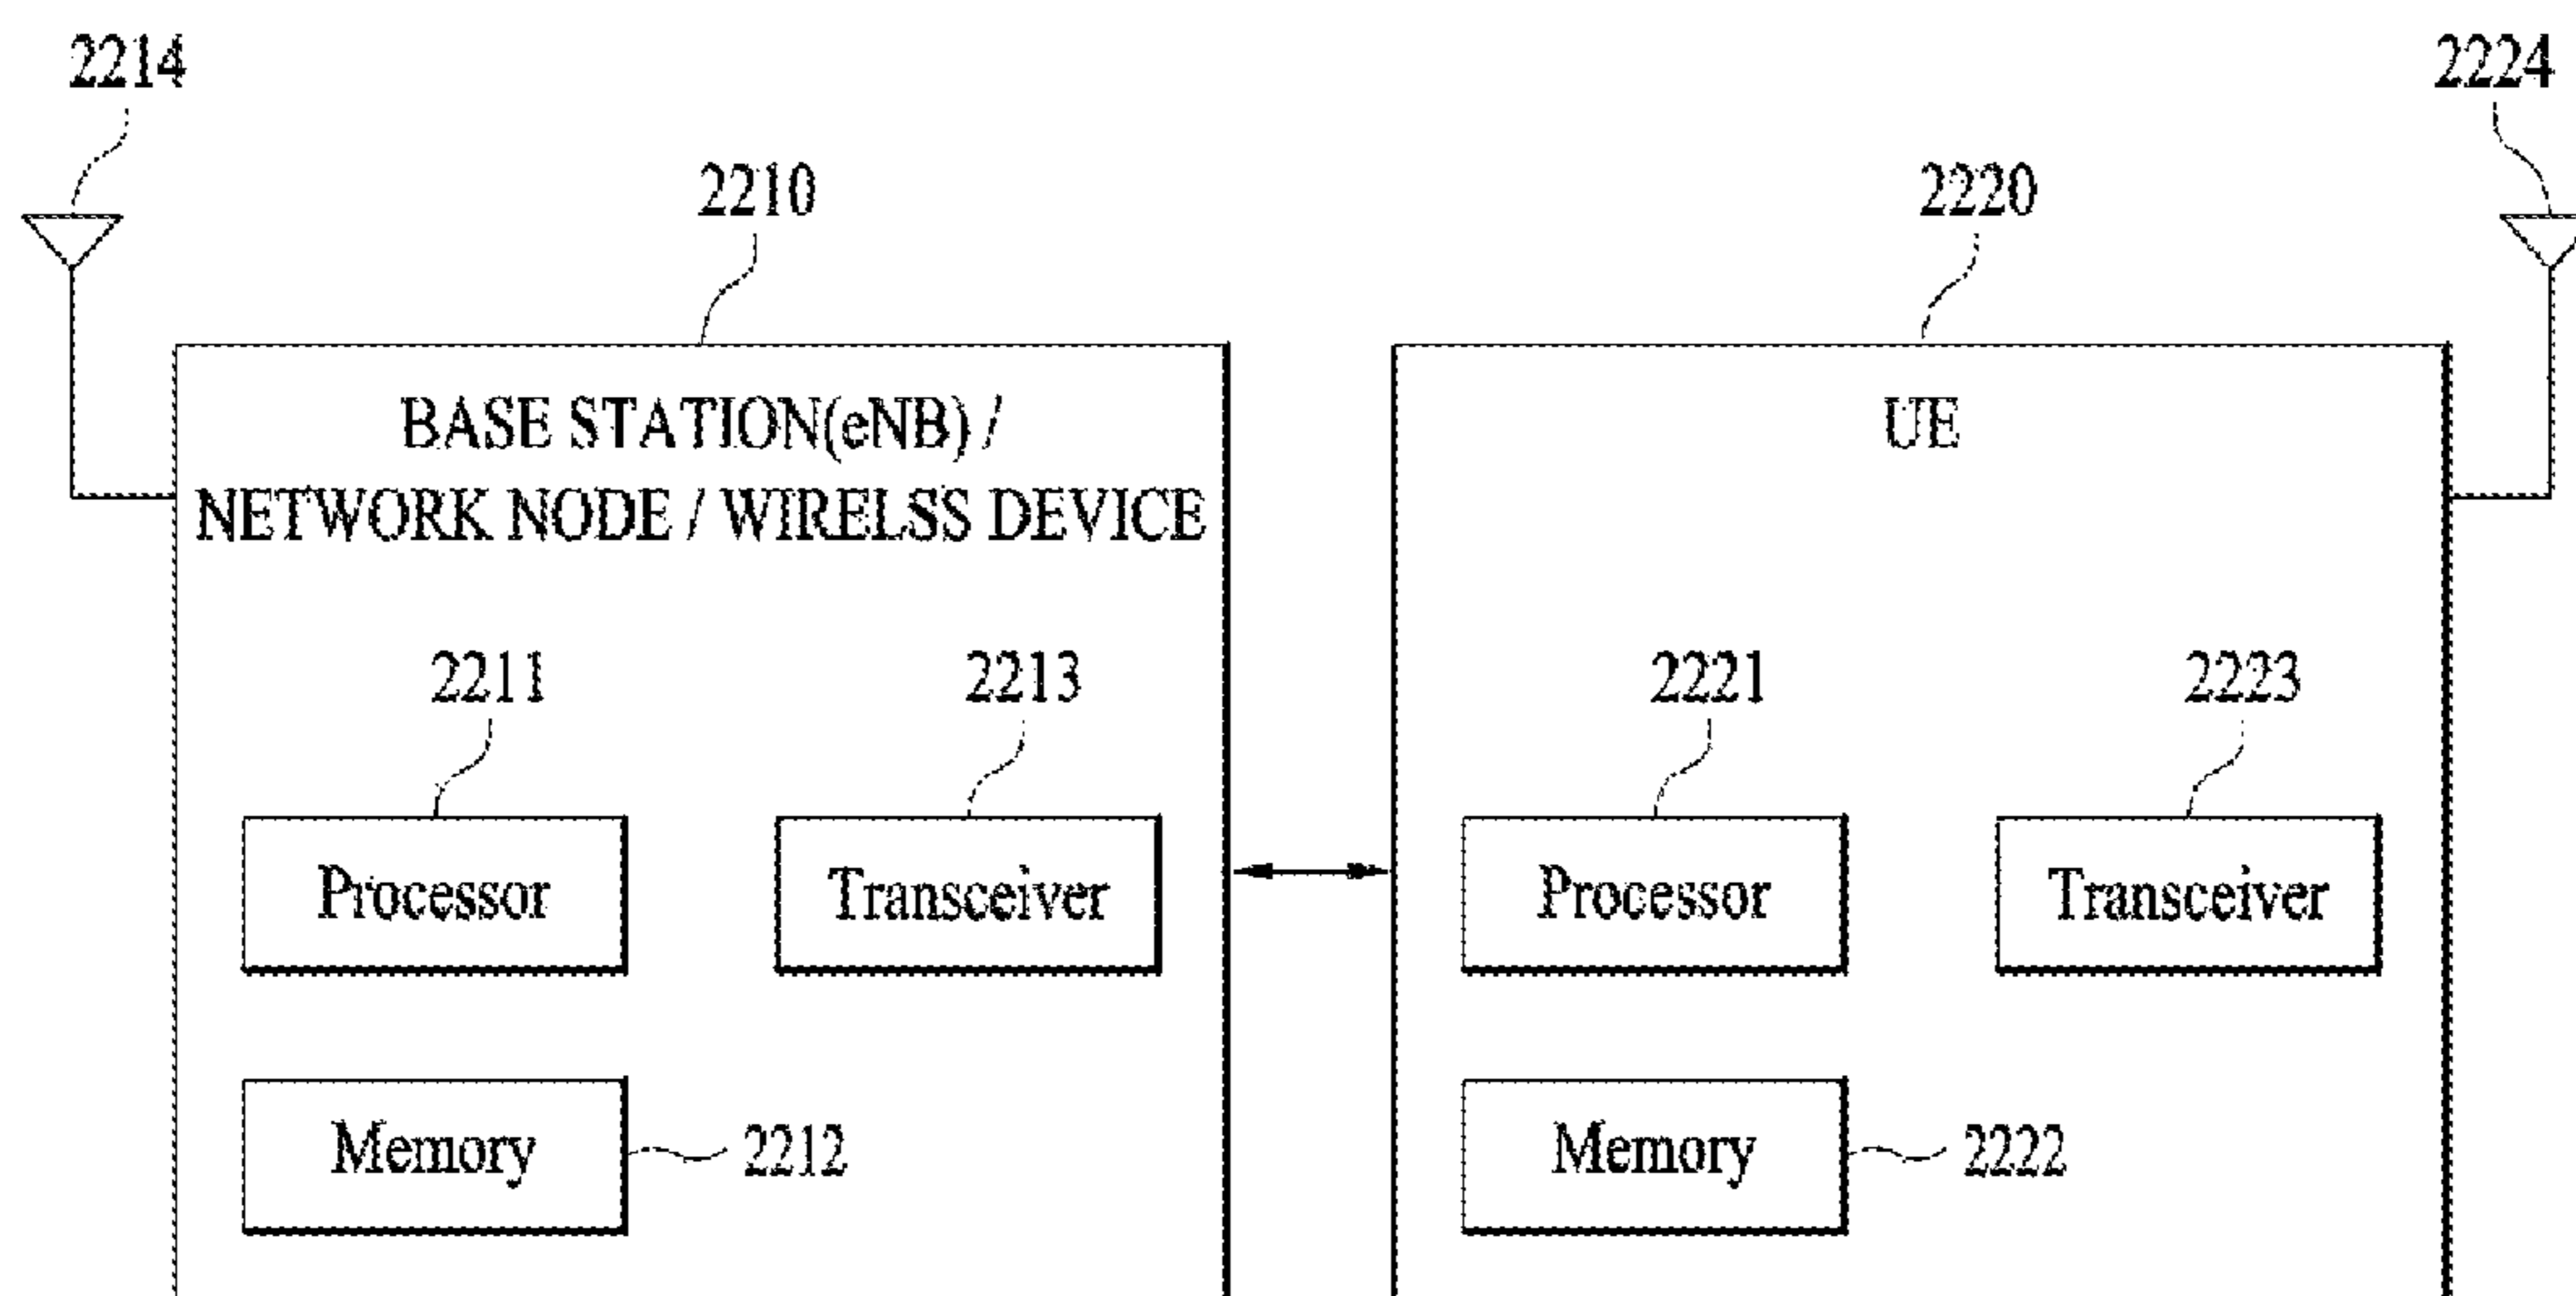 2214
2224
2210
2220
BASE STATION(eNB) /
NETWORK NODE / WIRELSS DEVICE
UE
2211
2213
2221
2223
Processor
Transceiver
Processor
Transceiver
Memory
2212
Memory
2222